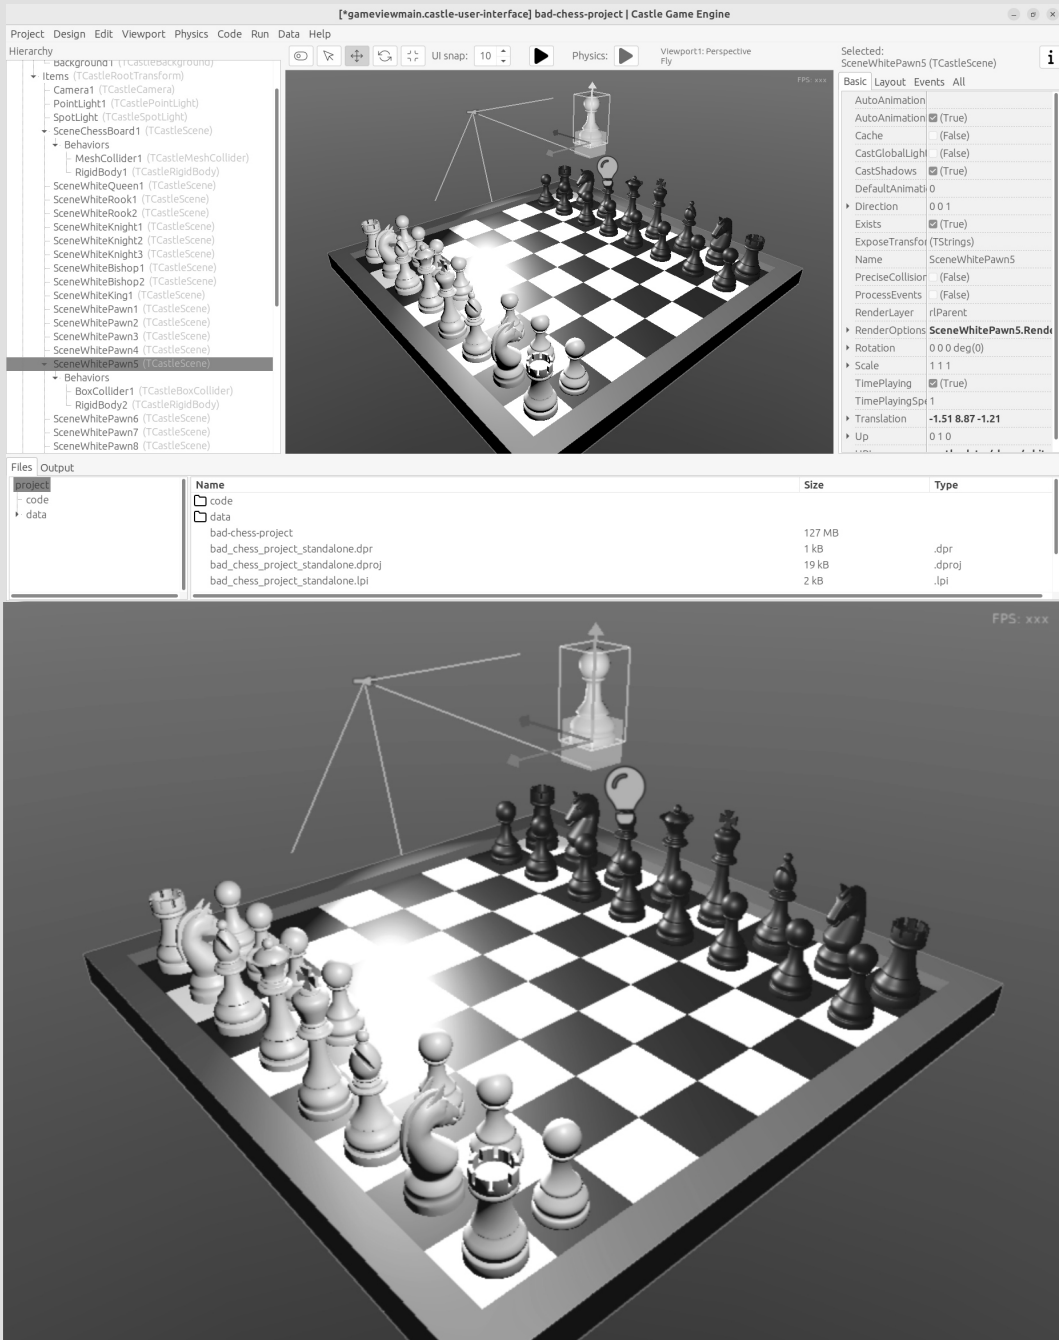 [*gameviewmain.castle-user-interface] bad-chess-project | Castle Game Engine
Project Design Edit Viewport Physics Code Run Data Help
Hierarchy
Background1 (TCastleBackground)
Items (TCastleRootTransform)
Camera1 (TCastleCamera)
PointLight1 (TCastlePointLight)
SpotLight (TCastleSpotLight)
SceneChessBoard1 (TCastleScene)
Behaviors
MeshCollider1 (TCastleMeshCollider)
RigidBody1 (TCastleRigidBody)
SceneWhiteQueen1 (TCastleScene)
SceneWhiteRook1 (TCastleScene)
SceneWhiteRook2 (TCastleScene)
SceneWhiteKnight1 (TCastleScene)
SceneWhiteKnight2 (TCastleScene)
SceneWhiteKnight3 (TCastleScene)
SceneWhiteBishop1 (TCastleScene)
SceneWhiteBishop2 (TCastleScene)
SceneWhiteKing1 (TCastleScene)
SceneWhitePawn1 (TCastleScene)
SceneWhitePawn2 (TCastleScene)
SceneWhitePawn3 (TCastleScene)
SceneWhitePawn4 (TCastleScene)
SceneWhitePawn5 (TCastleScene)
Behaviors
BoxCollider1 (TCastleBoxCollider)
RigidBody2 (TCastleRigidBody)
SceneWhitePawn6 (TCastleScene)
SceneWhitePawn7 (TCastleScene)
SceneWhitePawn8 (TCastleScene)
UI snap: 10
Physics:
Viewport1: Perspective
Fly
FPS: xxx
Selected:
SceneWhitePawn5 (TCastleScene)
i
Basic Layout Events All
AutoAnimation
AutoAnimation (True)
Cache (False)
CastGlobalLigh (False)
CastShadows (True)
DefaultAnimati 0
Direction 0 0 1
Exists (True)
ExposeTransfor (TStrings)
Name SceneWhitePawn5
PreciseCollision (False)
ProcessEvents (False)
RenderLayer rlParent
RenderOptions SceneWhitePawn5.Rende
Rotation 0 0 0 deg(0)
Scale 1 1 1
TimePlaying (True)
TimePlayingSpe 1
Translation -1.51 8.87 -1.21
Up 0 1 0
Files Output
project
code
data
Name Size Type
code
data
bad-chess-project 127 MB
bad_chess_project_standalone.dpr 1 kB .dpr
bad_chess_project_standalone.dproj 19 kB .dproj
bad_chess_project_standalone.lpi 2 kB .lpi
FPS: xxx